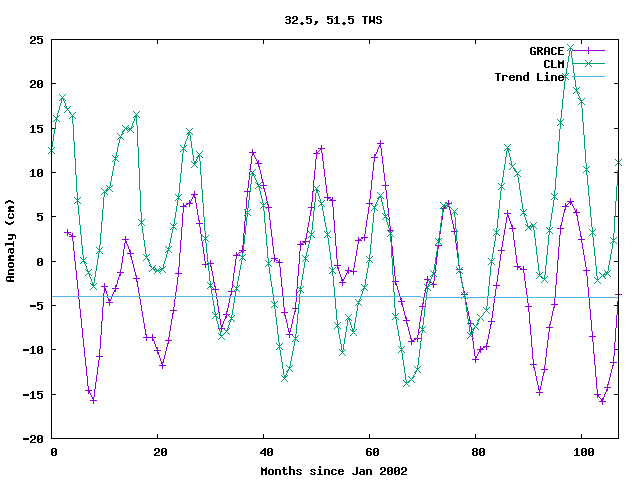 32.5, 51.5 TWS
GRACE
CLM
Trend Line
25
20
15
10
5
0
-5
-10
-15
-20
Anomaly (cm)
0 20 40 60 80 100
Months since Jan 2002